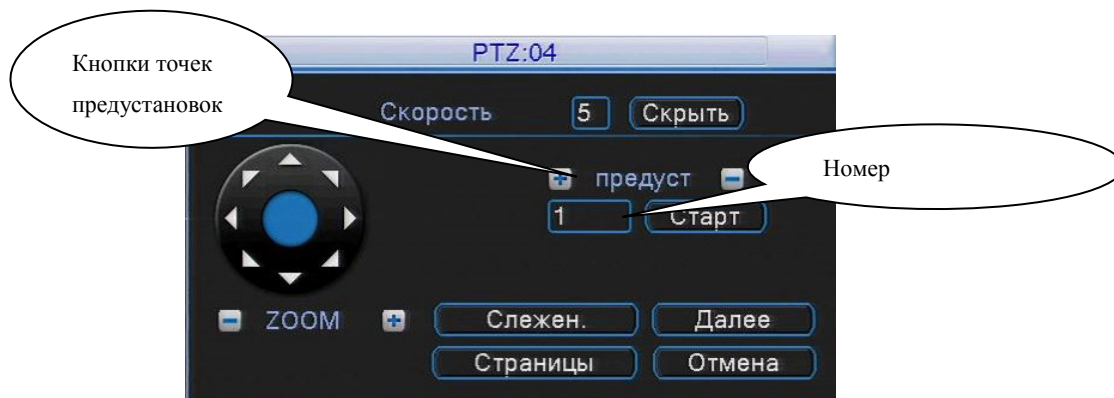 PTZ:04
Кнопки точек
предустановок
Скорость 5 Скрыть
предуст
Номер
1 Старт
ZOOM
Слежен. Далее
Страницы Отмена